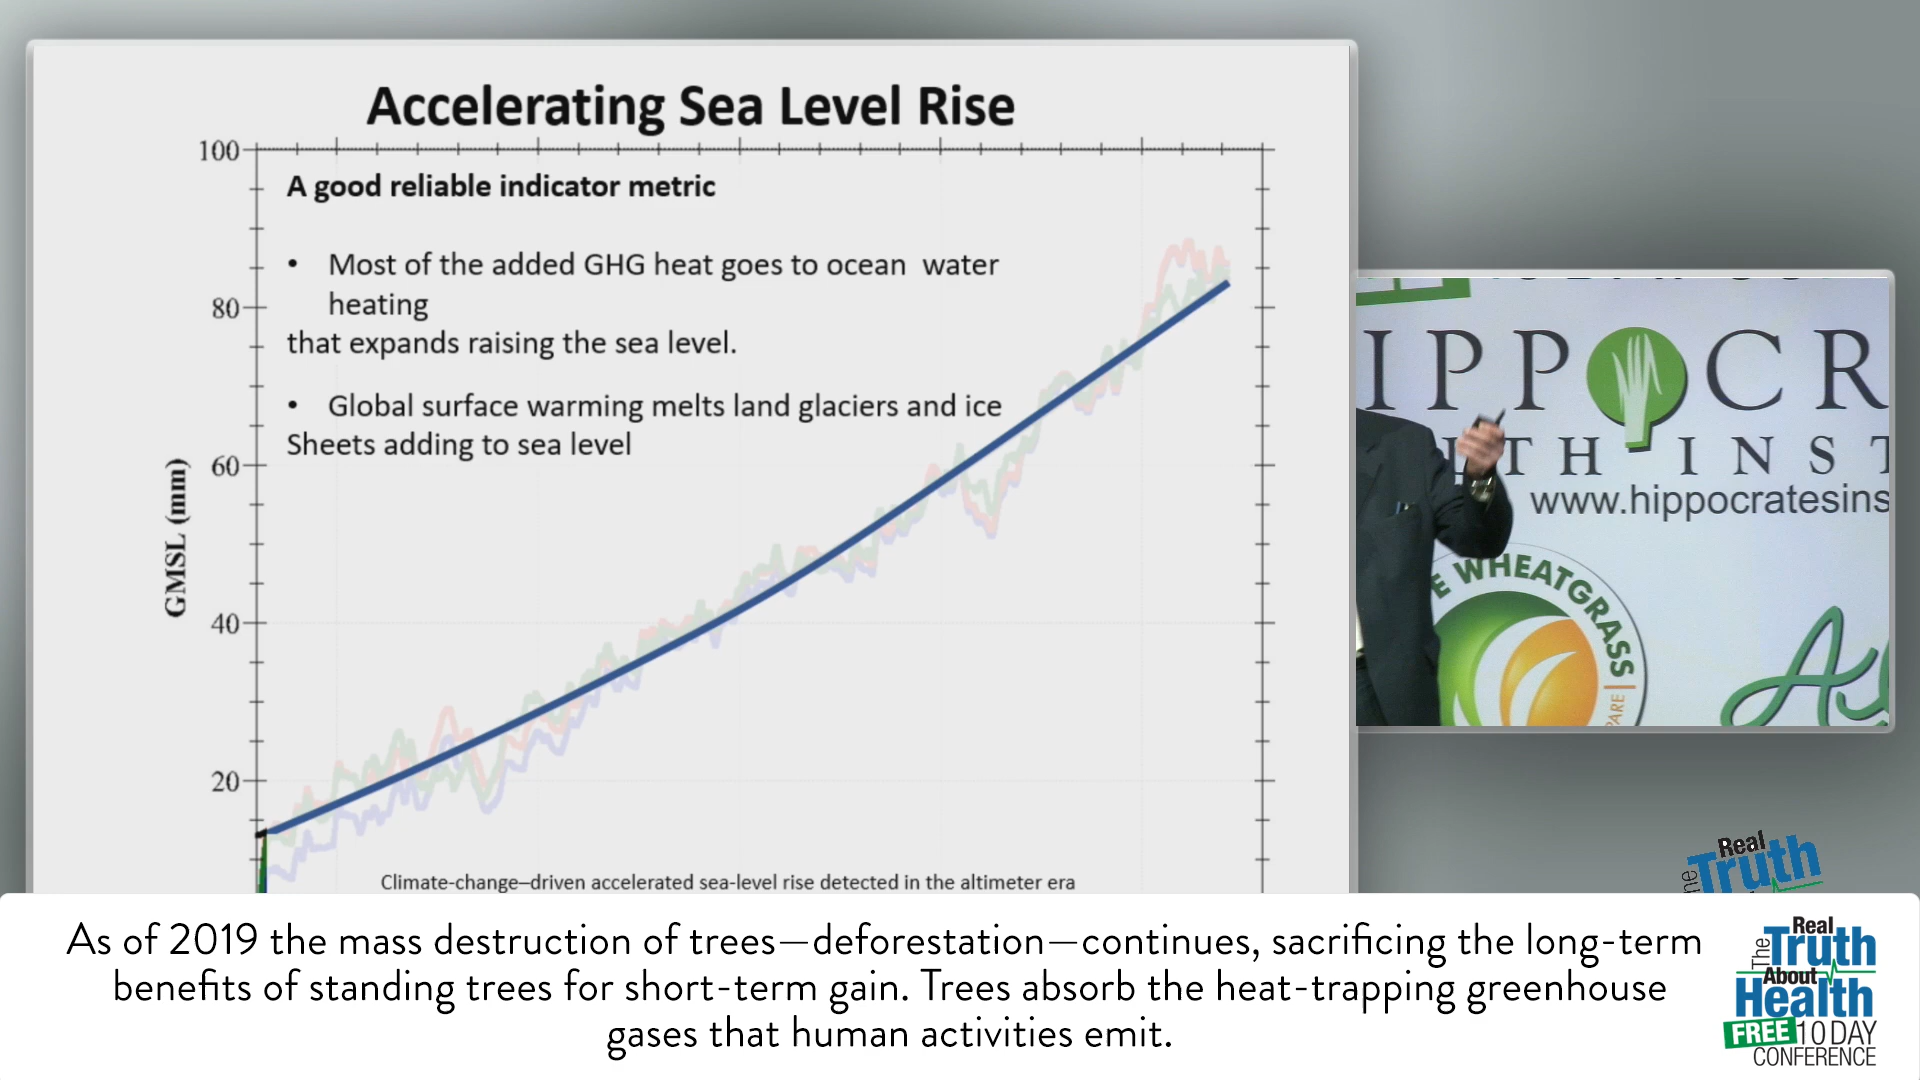 Accelerating Sea Level Rise
100
A good reliable indicator metric
• Most of the added GHG heat goes to ocean water
heating
that expands raising the sea level.
• Global surface warming melts land glaciers and ice
Sheets adding to sea level
80
60
40
20
GMSL (mm)
Climate-change–driven accelerated sea-level rise detected in the altimeter era
IPP CR
LTH INST
www.hippocratesins
E WHEATGRASS
PARE
Real
The Truth
As of 2019 the mass destruction of trees—deforestation—continues, sacrificing the long-term
benefits of standing trees for short-term gain. Trees absorb the heat-trapping greenhouse
gases that human activities emit.
Real
The Truth
About
Health
FREE 10 DAY
CONFERENCE